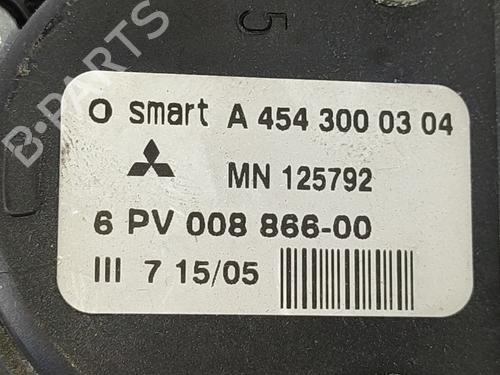 5
B-PARTS
O smart A 454 300 03 04
MN 125792
6 PV 008 866-00
III 7 15/05